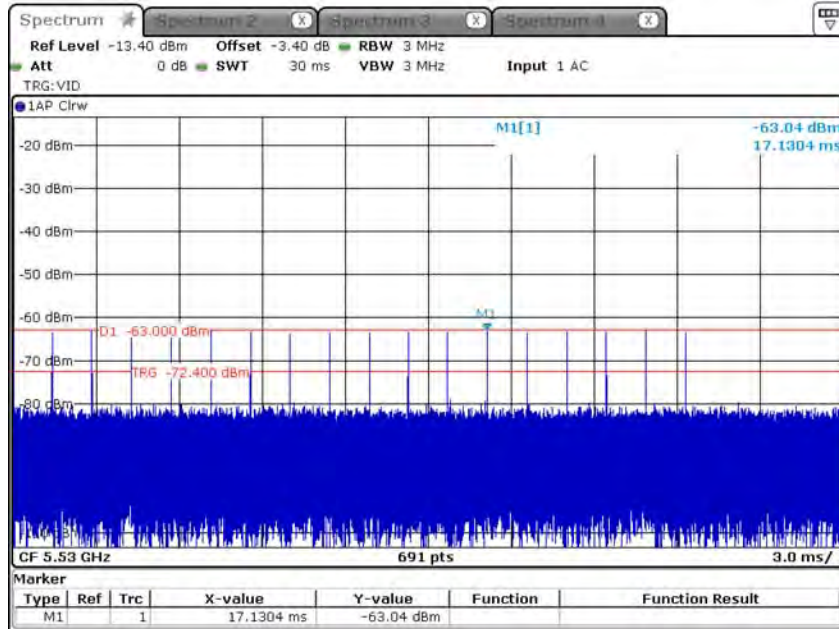 Spectrum Spectrum 2 X Spectrum 3 X Spectrum 4 X
Ref Level -13.40 dBm Offset -3.40 dB RBW 3 MHz
Att 0 dB SWT 30 ms VBW 3 MHz Input 1 AC
TRG:VID
1AP Clrw
M1[1] -63.04 dBm
17.1304 ms
-20 dBm
-30 dBm
-40 dBm
-50 dBm
-60 dBm
M1
D1 -63.000 dBm
-70 dBm
TRG -72.400 dBm
-80 dBm
CF 5.53 GHz 691 pts 3.0 ms/
Marker
Type Ref Trc X-value Y-value Function Function Result
M1 1 17.1304 ms -63.04 dBm